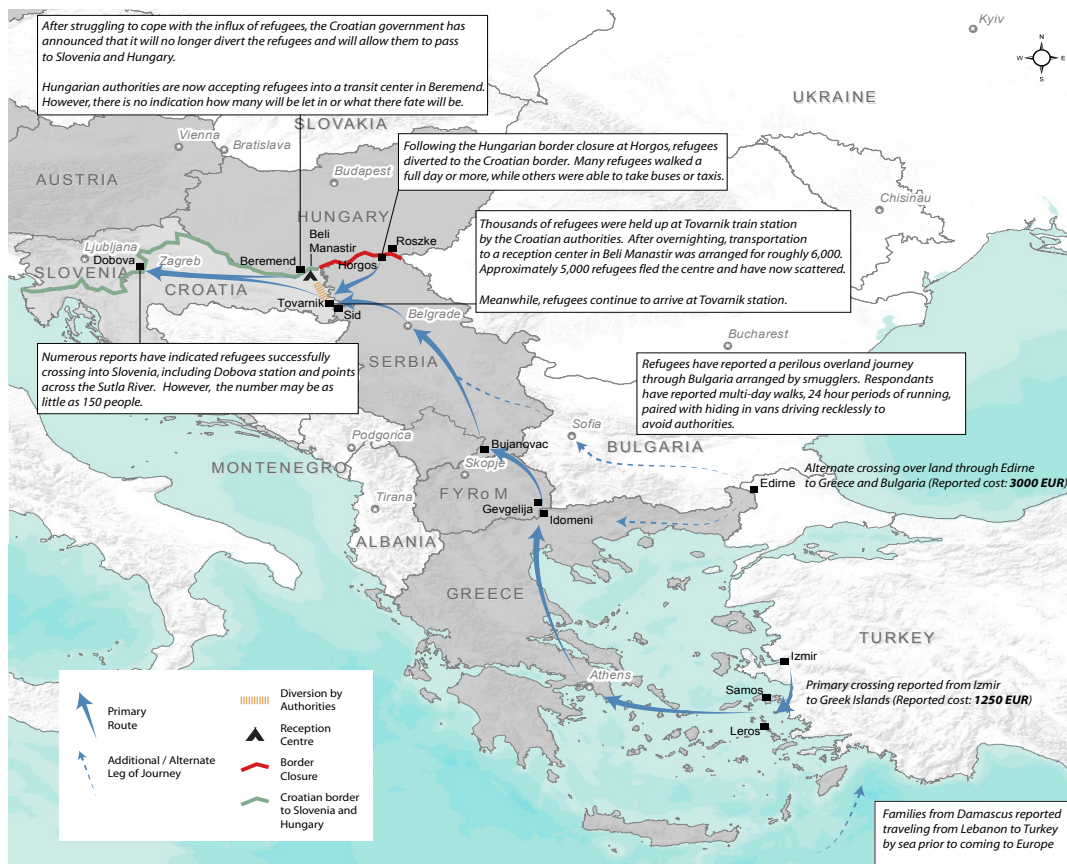 After struggling to cope with the influx of refugees, the Croatian government has
announced that it will no longer divert the refugees and will allow them to pass
to Slovenia and Hungary.
Hungarian authorities are now accepting refugees into a transit center in Beremend.
However, there is no indication how many will be let in or what there fate will be.
Kyiv
N
W
E
S
UKRAINE
SLOVAKIA
Vienna
Bratislava
Following the Hungarian border closure at Horgos, refugees
diverted to the Croatian border. Many refugees walked a
full day or more, while others were able to take buses or taxis.
AUSTRIA
Budapest
Chisinau
HUNGARY
Thousands of refugees were held up at Tovarnik train station
by the Croatian authorities. After overnighting, transportation
to a reception center in Beli Manastir was arranged for roughly 6,000.
Approximately 5,000 refugees fled the centre and have now scattered.
Meanwhile, refugees continue to arrive at Tovarnik station.
Beli
Manastir
Roszke
Ljubljana
Dobova
Zagreb
Beremend
Horgos
SLOVENIA
CROATIA
Tovarnik
Sid
Belgrade
Bucharest
Numerous reports have indicated refugees successfully
crossing into Slovenia, including Dobova station and points
across the Sutla River. However, the number may be as
little as 150 people.
SERBIA
Refugees have reported a perilous overland journey
through Bulgaria arranged by smugglers. Respondants
have reported multi-day walks, 24 hour periods of running,
paired with hiding in vans driving recklessly to
avoid authorities.
Podgorica
Bujanovac
Sofia
BULGARIA
MONTENEGRO
Skopje
Alternate crossing over land through Edirne
to Greece and Bulgaria (Reported cost: 3000 EUR)
Edirne
Tirana
FYRoM
Gevgelija
Idomeni
ALBANIA
GREECE
TURKEY
Izmir
Athens
Samos
Primary crossing reported from Izmir
to Greek Islands (Reported cost: 1250 EUR)
Leros
Primary
Route
Additional / Alternate
Leg of Journey
Diversion by
Authorities
Reception
Centre
Border
Closure
Croatian border
to Slovenia and
Hungary
Families from Damascus reported
traveling from Lebanon to Turkey
by sea prior to coming to Europe